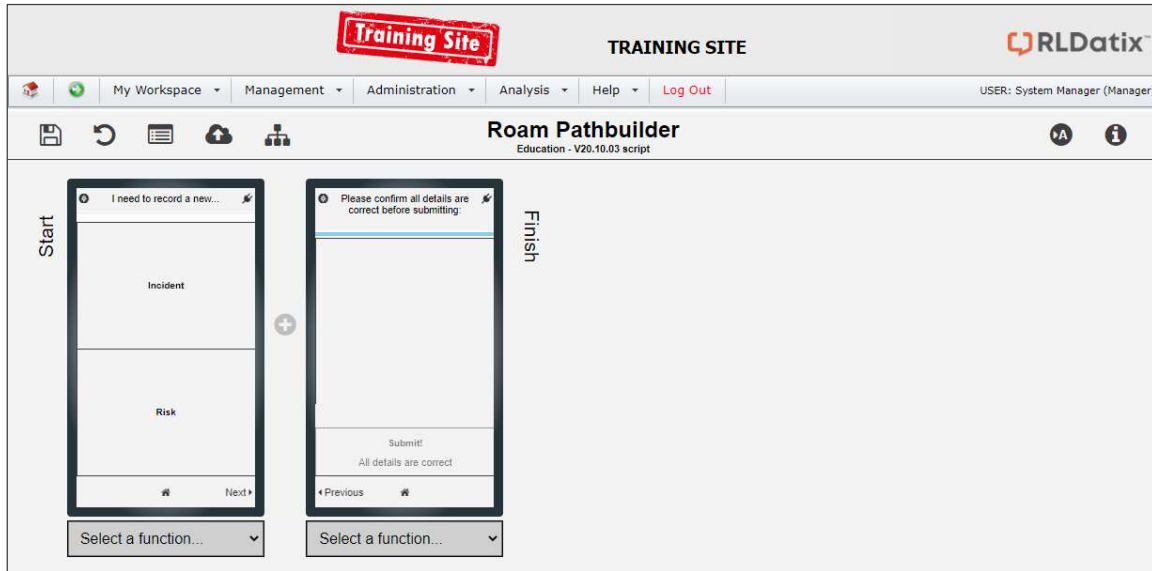 Training Site
TRAINING SITE
RLDatix™
My Workspace
Management
Administration
Analysis
Help
Log Out
USER: System Manager (Manager
Roam Pathbuilder
Education - V20.10.03 script
A
Start
I need to record a new...
Incident
Risk
Next
Select a function...
Please confirm all details are
correct before submitting:
Submit!
All details are correct
Previous
Select a function...
Finish